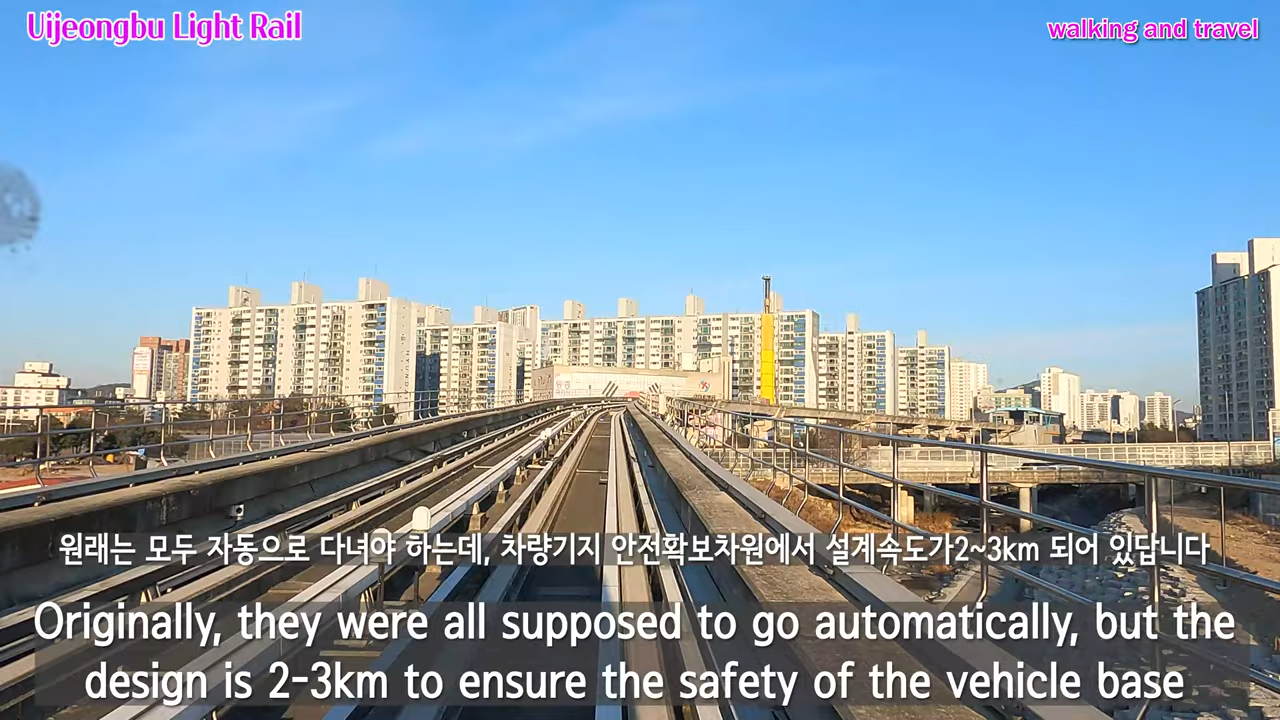 Uijeongbu Light Rail
walking and travel
원래는 모두 자동으로 다녀야 하는데, 차량기지 안전확보차원에서 설계속도가2~3km 되어 있답니다
Originally, they were all supposed to go automatically, but the
design is 2-3km to ensure the safety of the vehicle base